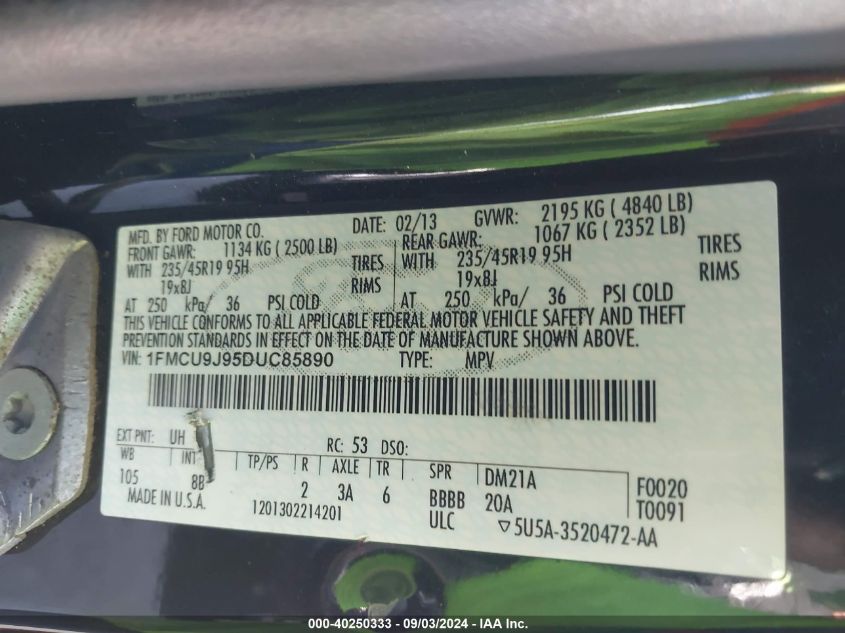 MFD. BY FORD MOTOR CO. DATE: 02/13 GVWR: 2195 KG ( 4840 LB)
FRONT GAWR: 1134 KG ( 2500 LB) REAR GAWR: 1067 KG ( 2352 LB)
WITH 235/45R19 95H TIRES WITH 235/45R19 95H TIRES
19x8J RIMS 19x8J RIMS
AT 250 kPa/ 36 PSI COLD AT 250 kPa/ 36 PSI COLD
THIS VEHICLE CONFORMS TO ALL APPLICABLE FEDERAL MOTOR VEHICLE SAFETY AND THEFT
PREVENTION STANDARDS IN EFFECT ON THE DATE OF MANUFACTURE SHOWN ABOVE.
VIN: 1FMCU9J95DUC85890 TYPE: MPV
EXT PNT: UH RC: 53 DSO:
WB INT TP/PS R AXLE TR SPR DM21A F0020
105 8B 2 3A 6 BBBB 20A T0091
MADE IN U.S.A. 1201302214201 ULC ▽5U5A-3520472-AA
000-40250333 - 09/03/2024 - IAA Inc.